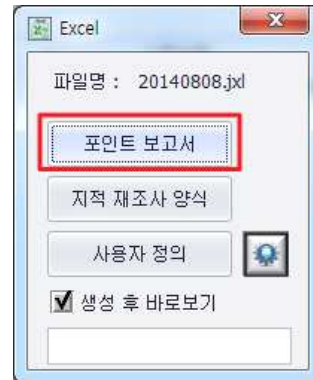 Excel
파일명 : 20140808.jxl
포인트 보고서
지적 재조사 양식
사용자 정의
생성 후 바로보기